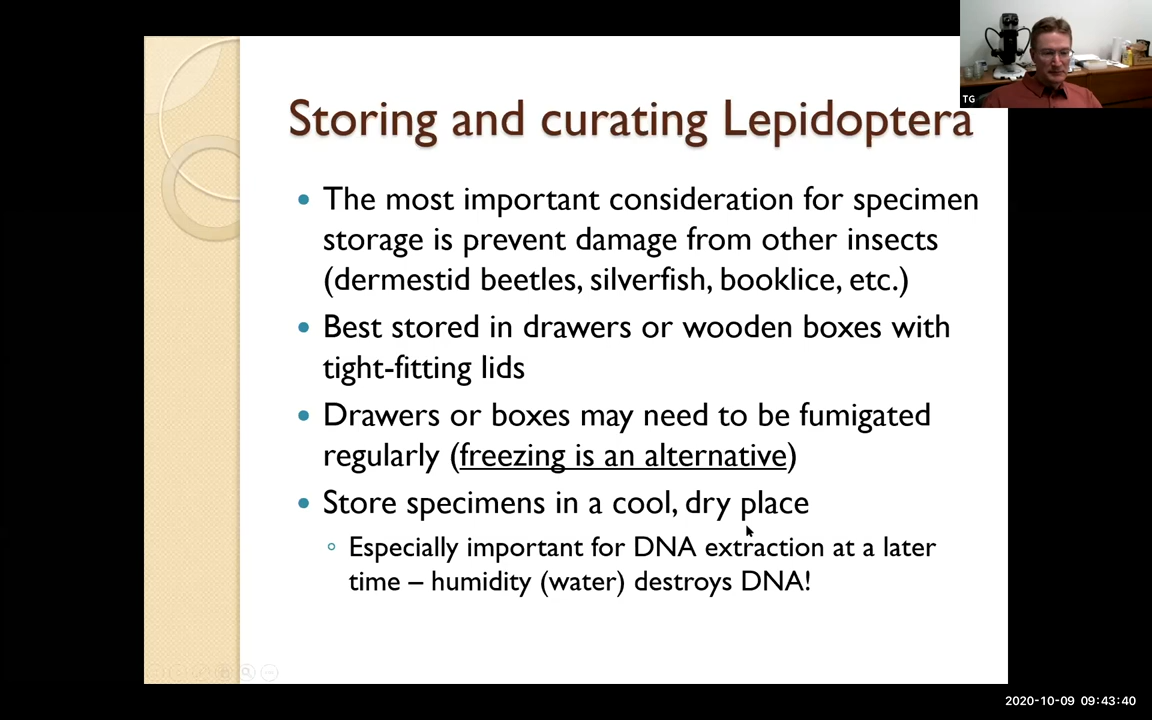 TG
Storing and curating Lepidoptera
The most important consideration for specimen
storage is prevent damage from other insects
(dermestid beetles, silverfish, booklice, etc.)
Best stored in drawers or wooden boxes with
tight-fitting lids
Drawers or boxes may need to be fumigated
regularly (freezing is an alternative)
Store specimens in a cool, dry place
Especially important for DNA extraction at a later
time – humidity (water) destroys DNA!
2020-10-09 09:43:40